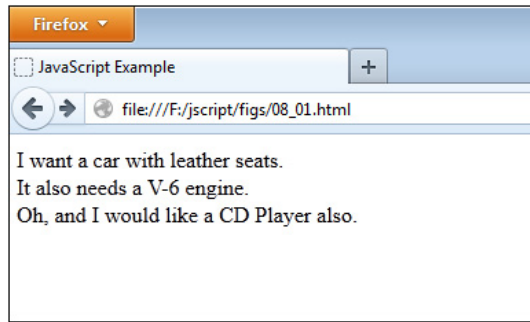 Firefox
JavaScript Example
file:///F:/jscript/figs/08_01.html
I want a car with leather seats.
It also needs a V-6 engine.
Oh, and I would like a CD Player also.